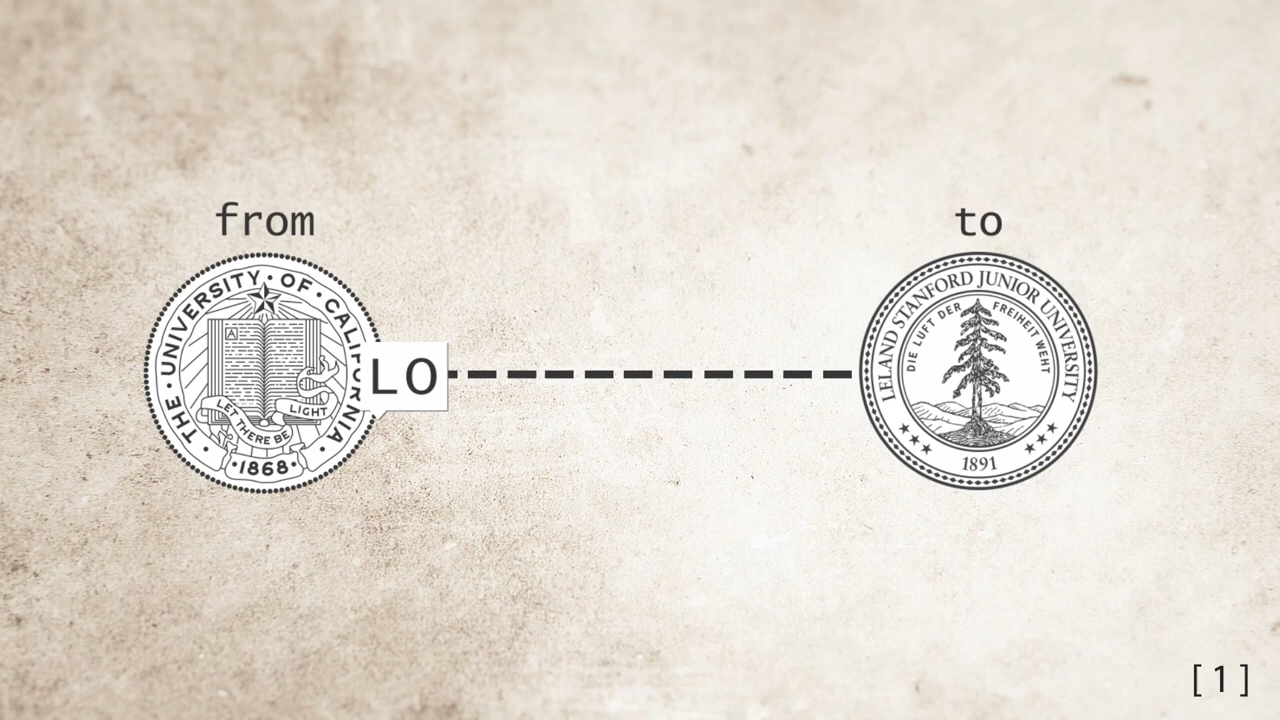 from
to
THE · UNIVERSITY · OF · CALIFORNIA
A
LET THERE BE LIGHT
· 1868 ·
LO
LELAND STANFORD JUNIOR UNIVERSITY
DIE LUFT DER FREIHEIT WEHT
1891
[ 1 ]